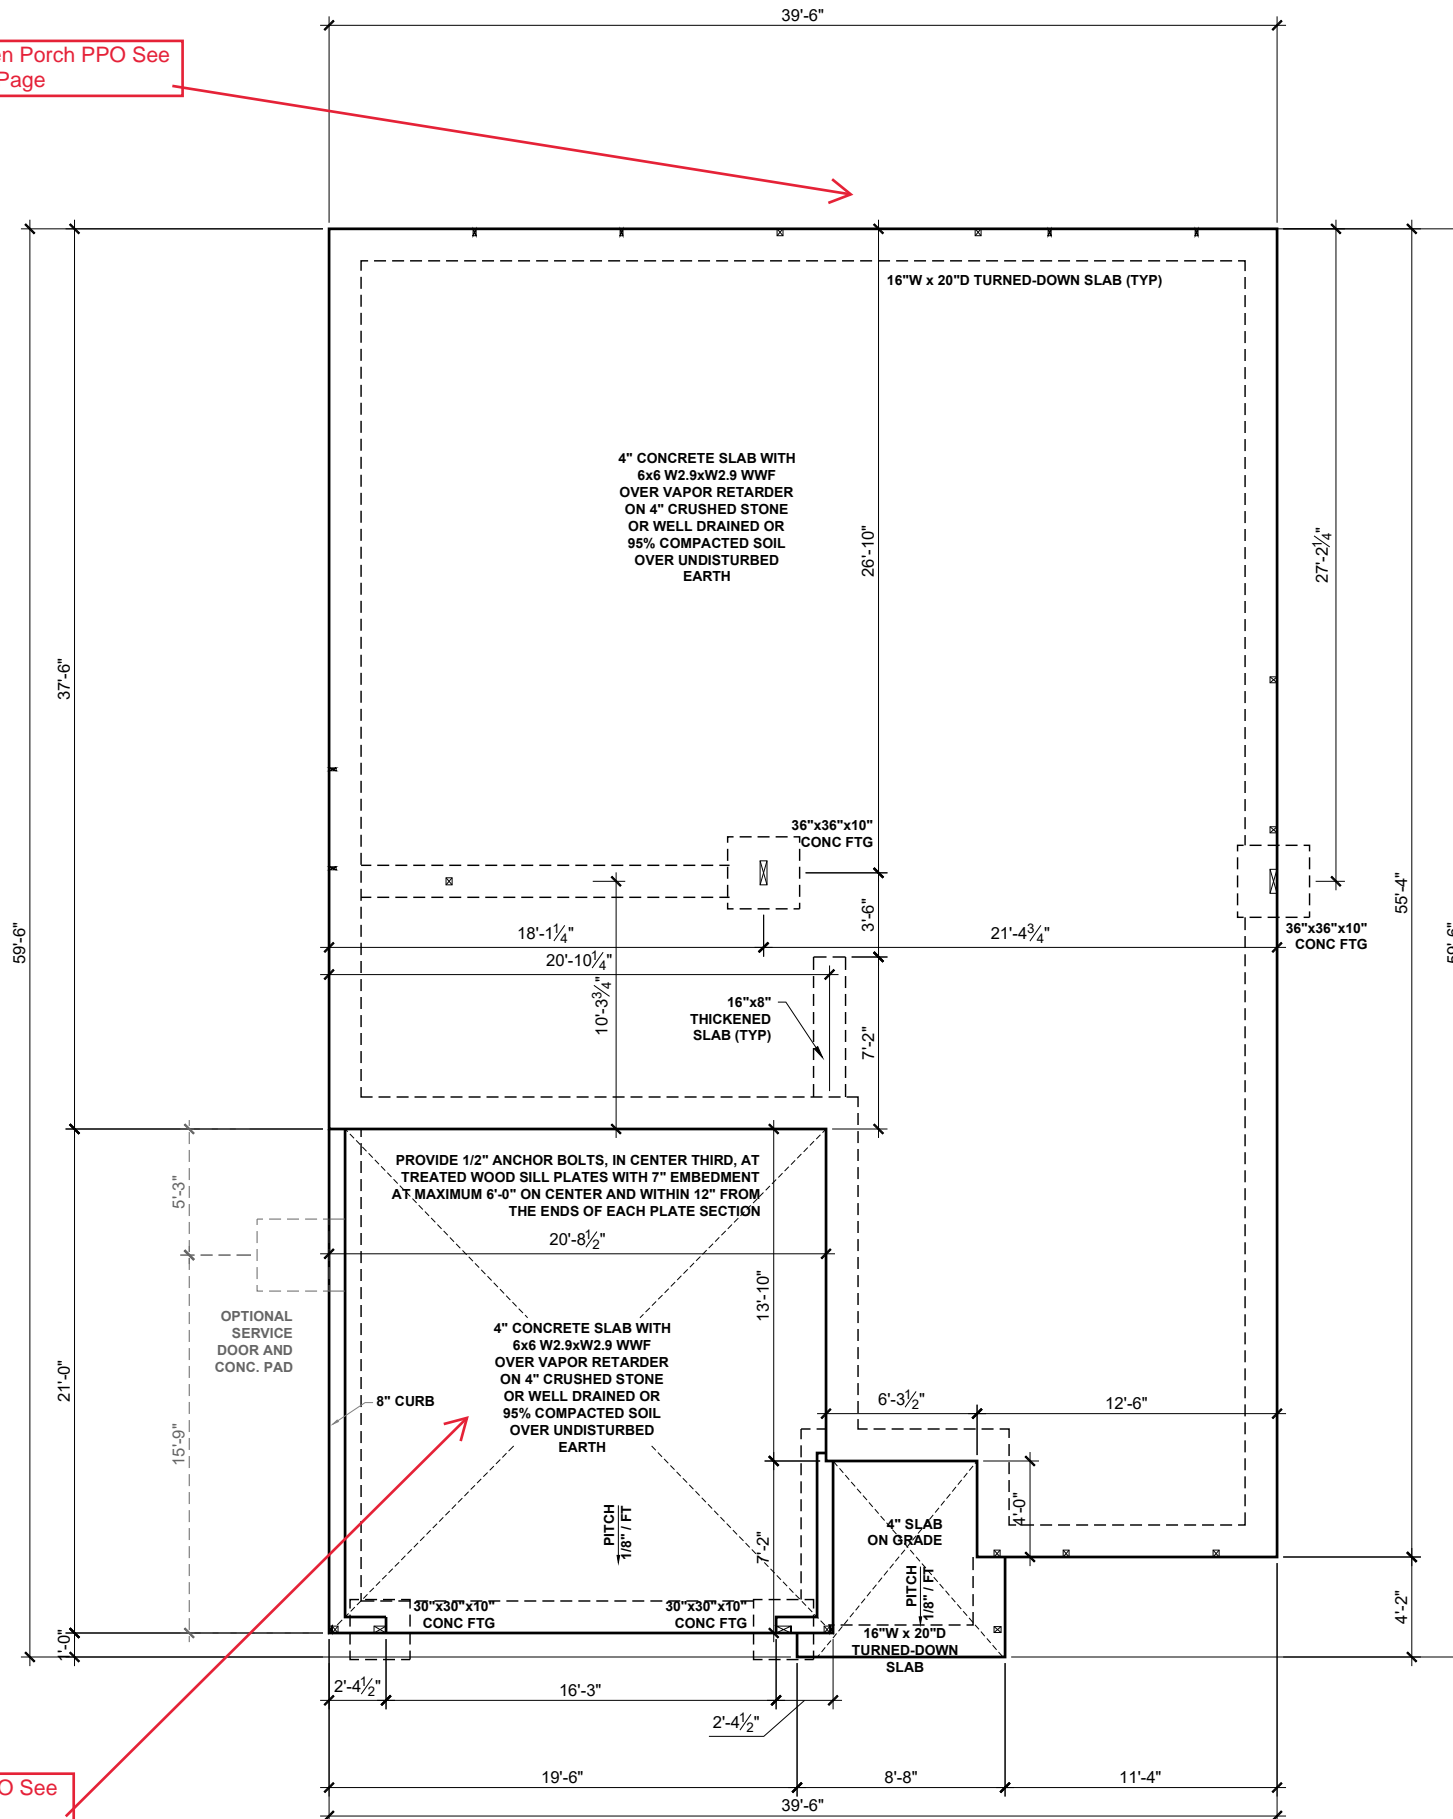 39'-6"
en Porch PPO See
Page
16"W x 20"D TURNED-DOWN SLAB (TYP)
4" CONCRETE SLAB WITH
6x6 W2.9xW2.9 WWF
OVER VAPOR RETARDER
ON 4" CRUSHED STONE
OR WELL DRAINED OR
95% COMPACTED SOIL
OVER UNDISTURBED
EARTH
26'-10"
27'-2¼"
37'-6"
36"x36"x10"
CONC FTG
59'-6"
55'-4"
59'-6"
3'-6"
18'-1¼"
21'-4¾"
36"x36"x10"
CONC FTG
20'-10¼"
10'-3¾"
16"x8"
THICKENED
SLAB (TYP)
7'-2"
PROVIDE 1/2" ANCHOR BOLTS, IN CENTER THIRD, AT
TREATED WOOD SILL PLATES WITH 7" EMBEDMENT
AT MAXIMUM 6'-0" ON CENTER AND WITHIN 12" FROM
THE ENDS OF EACH PLATE SECTION
5'-3"
20'-8½"
13'-10"
OPTIONAL
SERVICE
DOOR AND
CONC. PAD
4" CONCRETE SLAB WITH
6x6 W2.9xW2.9 WWF
OVER VAPOR RETARDER
ON 4" CRUSHED STONE
OR WELL DRAINED OR
95% COMPACTED SOIL
OVER UNDISTURBED
EARTH
21'-0"
8" CURB
15'-9"
6'-3½"
12'-6"
4'-0"
PITCH
1/8" / FT
7'-2"
4" SLAB
ON GRADE
PITCH
1/8" / FT
30"x30"x10"
CONC FTG
30"x30"x10"
CONC FTG
16"W x 20"D
TURNED-DOWN
SLAB
4'-2"
1'-0"
2'-4½"
16'-3"
2'-4½"
19'-6"
8'-8"
11'-4"
O See
39'-6"